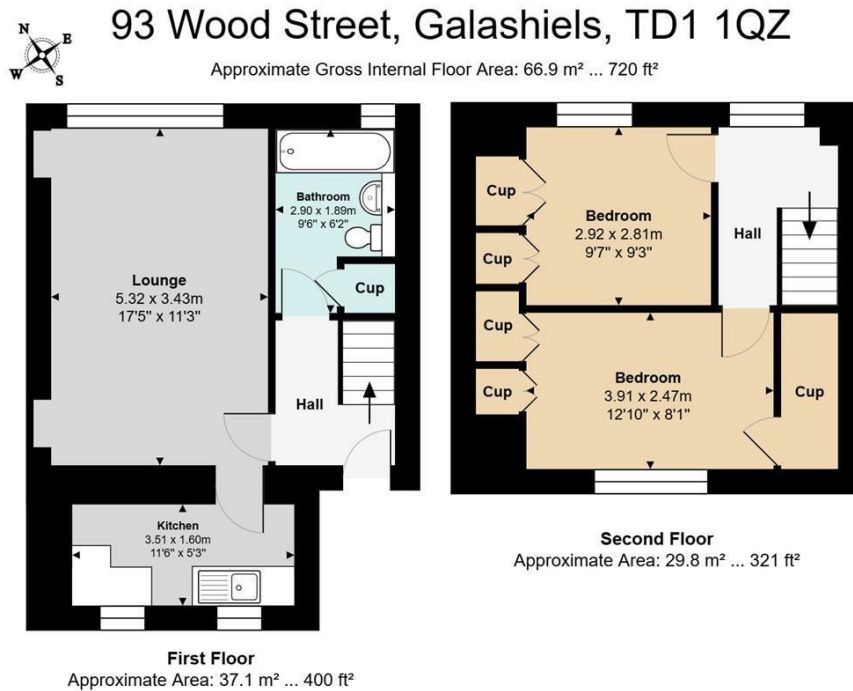 93 Wood Street, Galashiels, TD1 1QZ
Approximate Gross Internal Floor Area: 66.9 m² ... 720 ft²
N
E
W
S
Bathroom
2.90 x 1.89m
9'6" x 6'2"
Cup
Lounge
5.32 x 3.43m
17'5" x 11'3"
Hall
Kitchen
3.51 x 1.60m
11'6" x 5'3"
First Floor
Approximate Area: 37.1 m² ... 400 ft²
Cup
Bedroom
2.92 x 2.81m
9'7" x 9'3"
Hall
Cup
Cup
Bedroom
3.91 x 2.47m
12'10" x 8'1"
Cup
Cup
Second Floor
Approximate Area: 29.8 m² ... 321 ft²